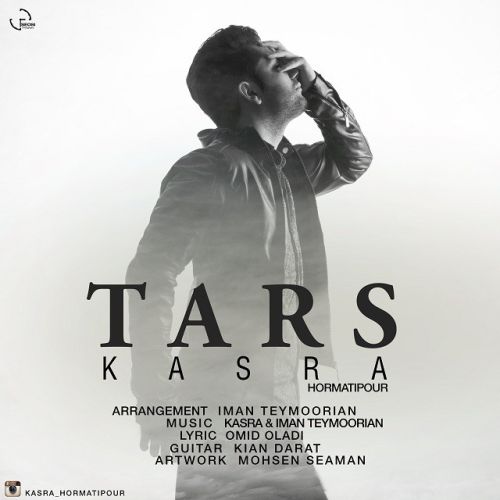 TARS
KASRA
HORMATIPOUR
ARRANGEMENT IMAN TEYMOORIAN
MUSIC KASRA & IMAN TEYMOORIAN
LYRIC OMID OLADI
GUITAR KIAN DARAT
ARTWORK MOHSEN SEAMAN
KASRA_HORMATIPOUR